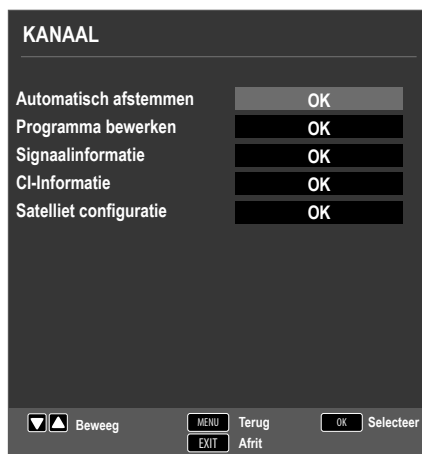 KANAAL
Automatisch afstemmen OK
Programma bewerken OK
Signaalinformatie OK
CI-Informatie OK
Satelliet configuratie OK
Beweeg MENU Terug OK Selecteer
EXIT Afrit